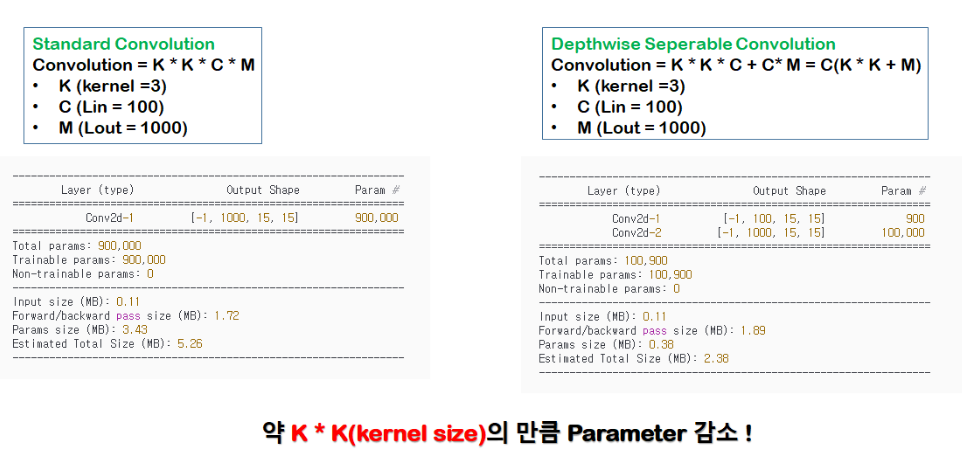 Standard Convolution
Convolution = K * K * C * M
• K (kernel =3)
• C (Lin = 100)
• M (Lout = 1000)
----------------------------------------------------------------
Layer (type) Output Shape Param #
================================================================
Conv2d-1 [-1, 1000, 15, 15] 900,000
================================================================
Total params: 900,000
Trainable params: 900,000
Non-trainable params: 0
----------------------------------------------------------------
Input size (MB): 0.11
Forward/backward pass size (MB): 1.72
Params size (MB): 3.43
Estimated Total Size (MB): 5.26
----------------------------------------------------------------
Depthwise Seperable Convolution
Convolution = K * K * C + C* M = C(K * K + M)
• K (kernel =3)
• C (Lin = 100)
• M (Lout = 1000)
----------------------------------------------------------------
Layer (type) Output Shape Param #
================================================================
Conv2d-1 [-1, 100, 15, 15] 900
Conv2d-2 [-1, 1000, 15, 15] 100,000
================================================================
Total params: 100,900
Trainable params: 100,900
Non-trainable params: 0
----------------------------------------------------------------
Input size (MB): 0.11
Forward/backward pass size (MB): 1.89
Params size (MB): 0.38
Estimated Total Size (MB): 2.38
----------------------------------------------------------------
약 K * K(kernel size)의 만큼 Parameter 감소 !